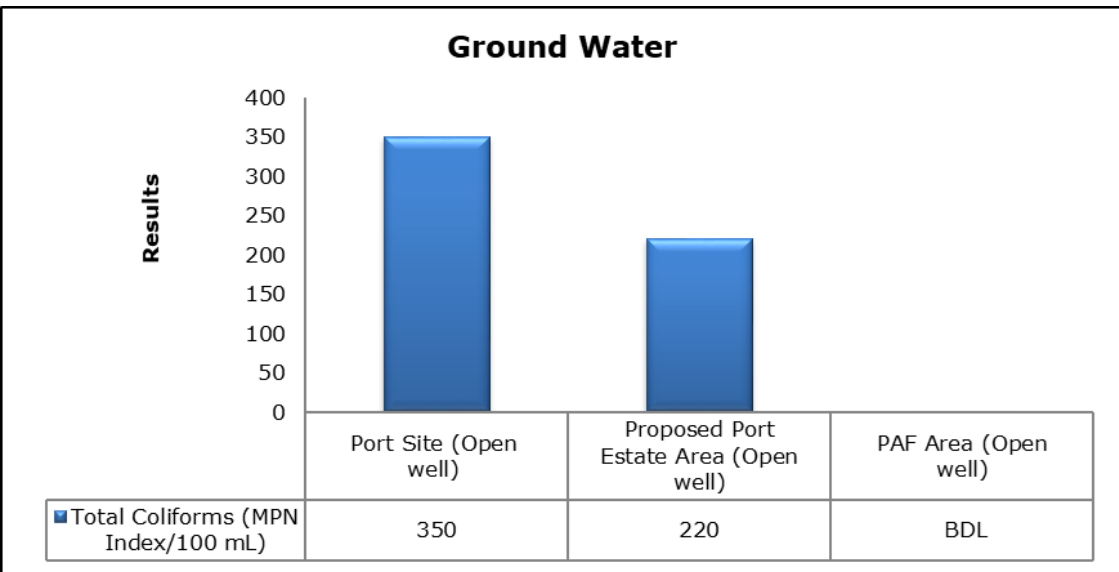 Ground Water
Results
400
350
300
250
200
150
100
50
0
Port Site (Open
well)
Proposed Port
Estate Area (Open
well)
PAF Area (Open
well)
Total Coliforms (MPN
Index/100 mL)
350
220
BDL